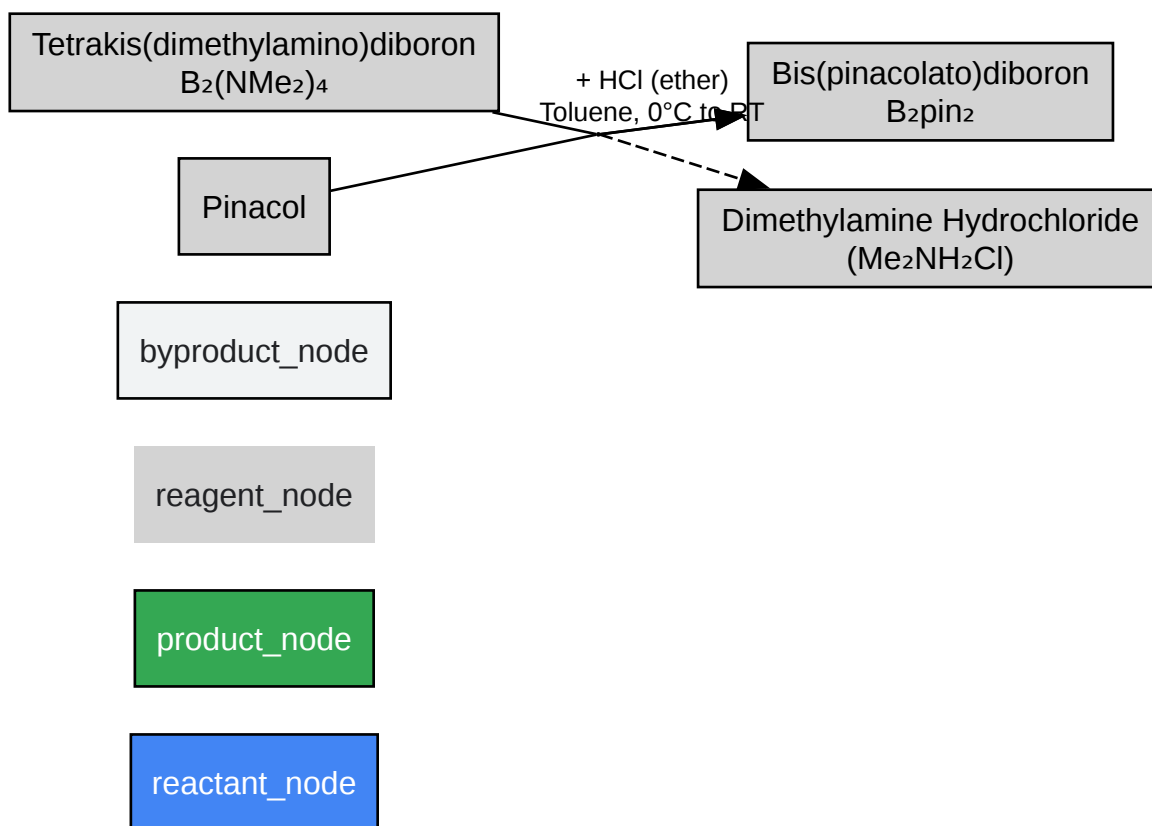 Tetrakis(dimethylamino)diboron
B₂(NMe₂)₄
+ HCl (ether)
Toluene, 0°C to RT
Bis(pinacolato)diboron
B₂pin₂
Pinacol
Dimethylamine Hydrochloride
(Me₂NH₂Cl)
byproduct_node
reagent_node
product_node
reactant_node